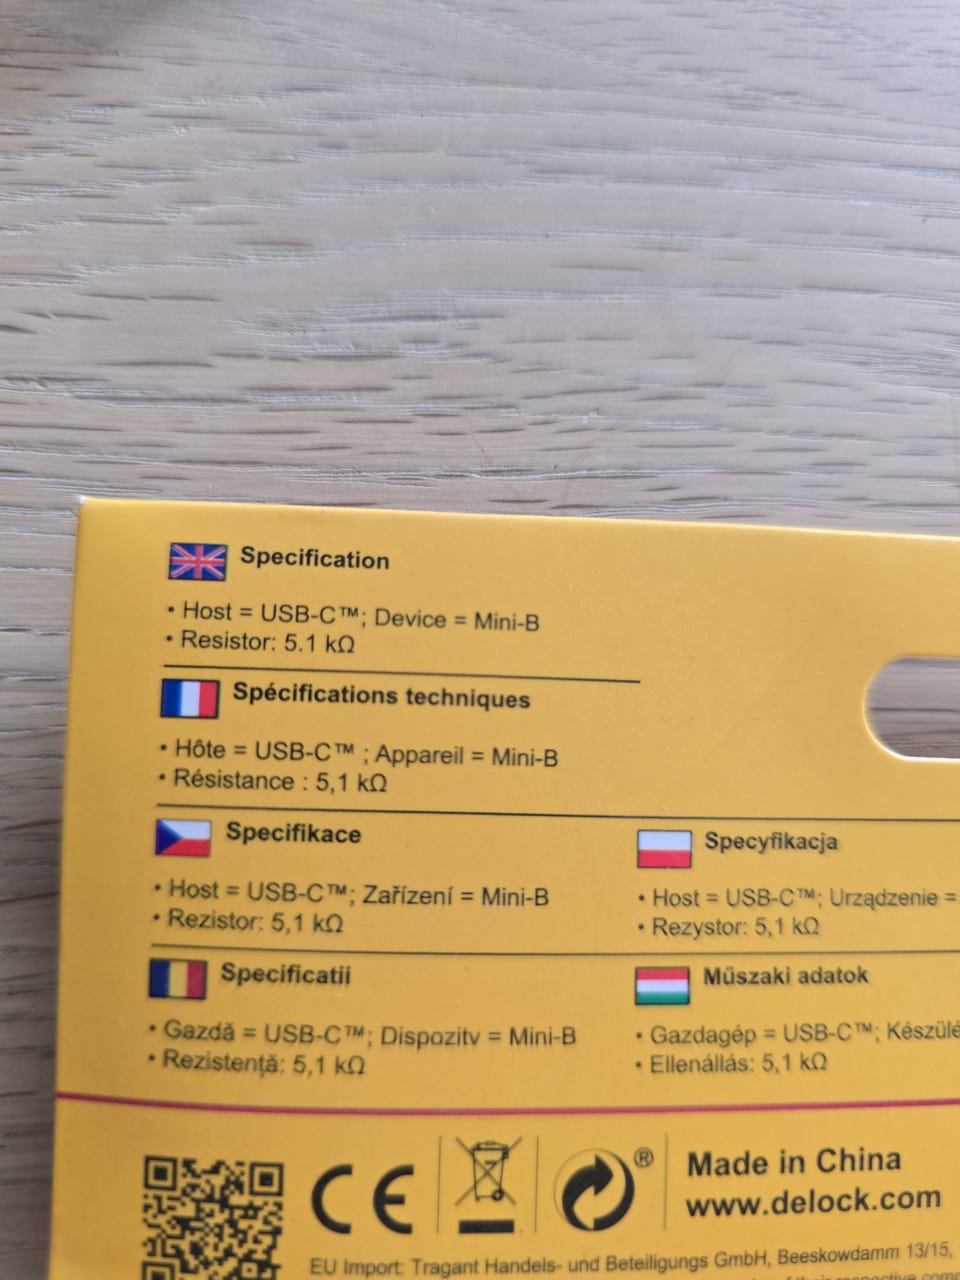 Specification
• Host = USB-C™; Device = Mini-B
• Resistor: 5.1 kΩ
Spécifications techniques
• Hôte = USB-C™ ; Appareil = Mini-B
• Résistance : 5,1 kΩ
Specifikace
• Host = USB-C™; Zařízení = Mini-B
• Rezistor: 5,1 kΩ
Specyfikacja
• Host = USB-C™; Urządzenie =
• Rezystor: 5,1 kΩ
Specificatii
• Gazdă = USB-C™; Dispozitv = Mini-B
• Rezistență: 5,1 kΩ
Műszaki adatok
• Gazdagép = USB-C™; Készülé
• Ellenállás: 5,1 kΩ
CE
®
Made in China
www.delock.com
EU Import: Tragant Handels- und Beteiligungs GmbH, Beeskowdamm 13/15,
their respective